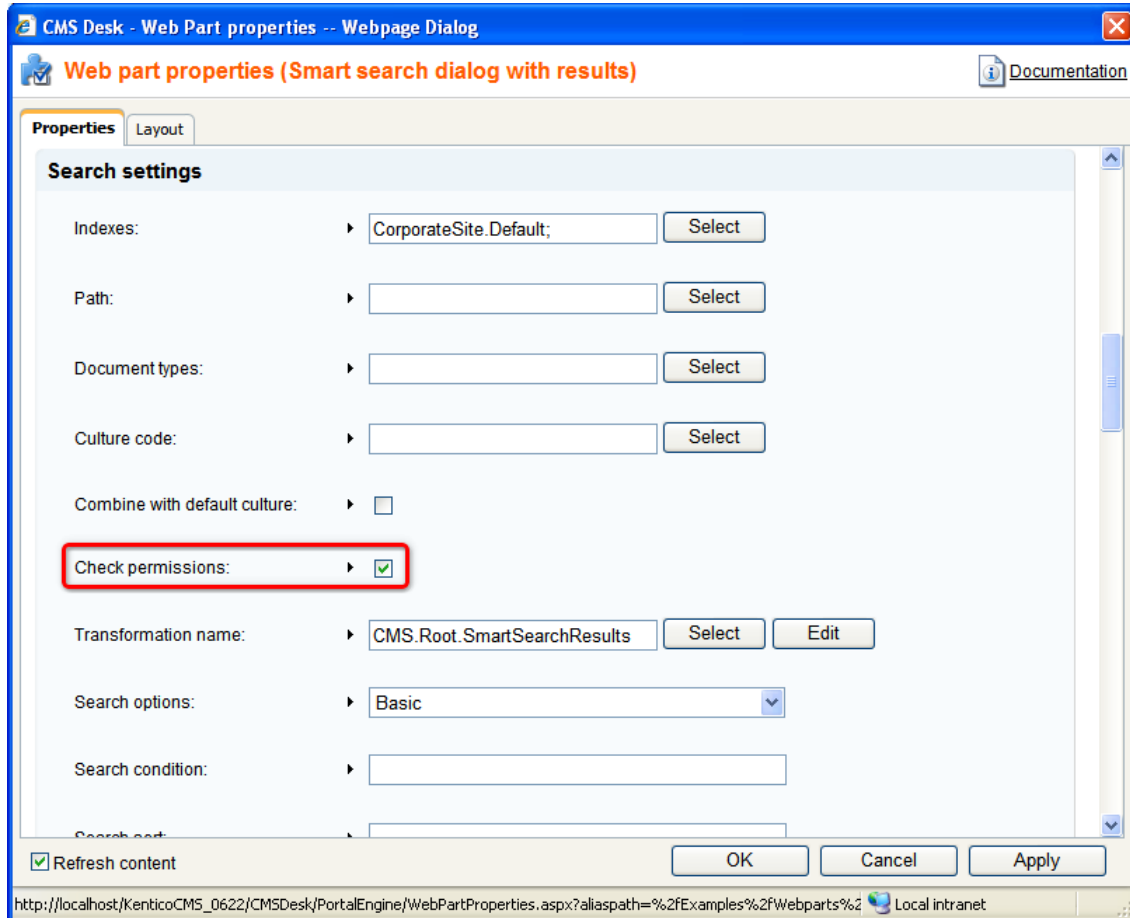 CMS Desk - Web Part properties -- Webpage Dialog
Web part properties (Smart search dialog with results) Documentation
Properties Layout
Search settings
Indexes: CorporateSite.Default; Select
Path: Select
Document types: Select
Culture code: Select
Combine with default culture:
Check permissions:
Transformation name: CMS.Root.SmartSearchResults Select Edit
Search options: Basic
Search condition:
Search sort:
Refresh content OK Cancel Apply
http://localhost/KenticoCMS_0622/CMSDesk/PortalEngine/WebPartProperties.aspx?aliaspath=%2fExamples%2fWebparts%2 Local intranet